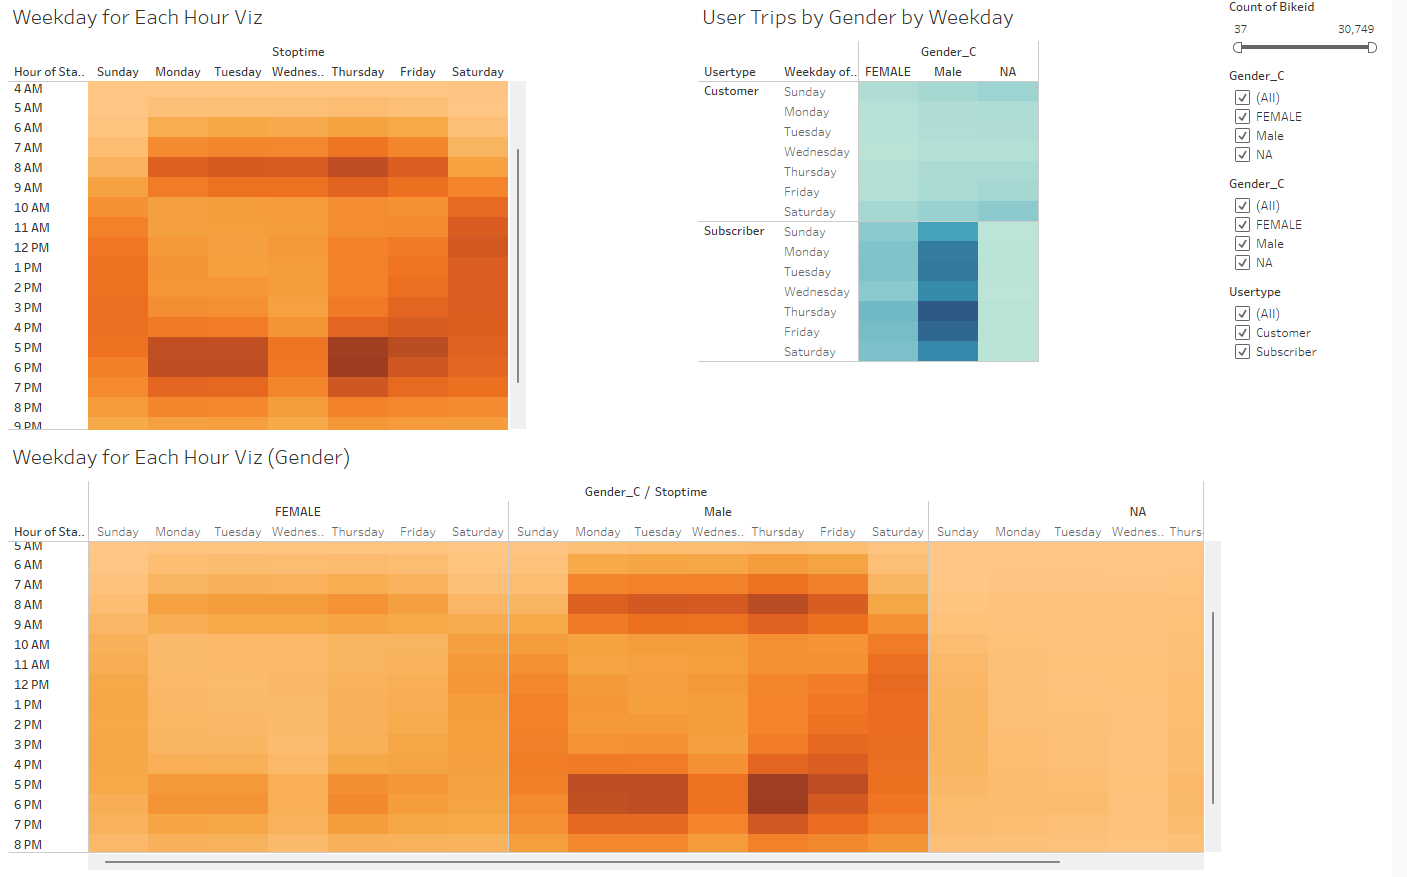 Weekday for Each Hour Viz
Stoptime
Hour of Sta.. Sunday Monday Tuesday Wednes.. Thursday Friday Saturday
4 AM
5 AM
6 AM
7 AM
8 AM
9 AM
10 AM
11 AM
12 PM
1 PM
2 PM
3 PM
4 PM
5 PM
6 PM
7 PM
8 PM
9 PM
User Trips by Gender by Weekday
Gender_C
Usertype Weekday of.. FEMALE Male NA
Customer Sunday
Monday
Tuesday
Wednesday
Thursday
Friday
Saturday
Subscriber Sunday
Monday
Tuesday
Wednesday
Thursday
Friday
Saturday
Count of Bikeid
37 30,749
Gender_C
(All)
FEMALE
Male
NA
Gender_C
(All)
FEMALE
Male
NA
Usertype
(All)
Customer
Subscriber
Weekday for Each Hour Viz (Gender)
Gender_C / Stoptime
FEMALE Male NA
Hour of Sta.. Sunday Monday Tuesday Wednes.. Thursday Friday Saturday Sunday Monday Tuesday Wednes.. Thursday Friday Saturday Sunday Monday Tuesday Wednes.. Thurs
5 AM
6 AM
7 AM
8 AM
9 AM
10 AM
11 AM
12 PM
1 PM
2 PM
3 PM
4 PM
5 PM
6 PM
7 PM
8 PM